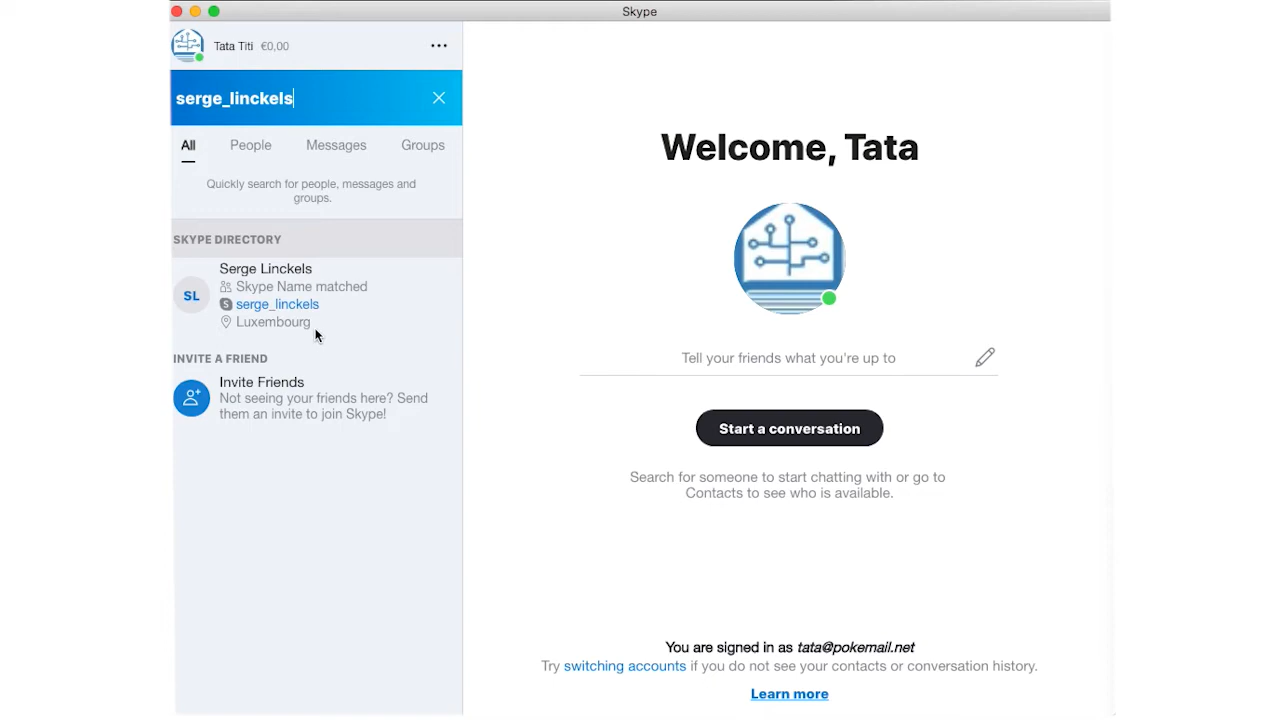 Skype
Tata Titi €0,00
serge_linckels
All People Messages Groups
Quickly search for people, messages and
groups.
SKYPE DIRECTORY
SL
Serge Linckels
Skype Name matched
serge_linckels
Luxembourg
INVITE A FRIEND
Invite Friends
Not seeing your friends here? Send
them an invite to join Skype!
Welcome, Tata
Tell your friends what you're up to
Start a conversation
Search for someone to start chatting with or go to
Contacts to see who is available.
You are signed in as tata@pokemail.net
Try switching accounts if you do not see your contacts or conversation history.
Learn more